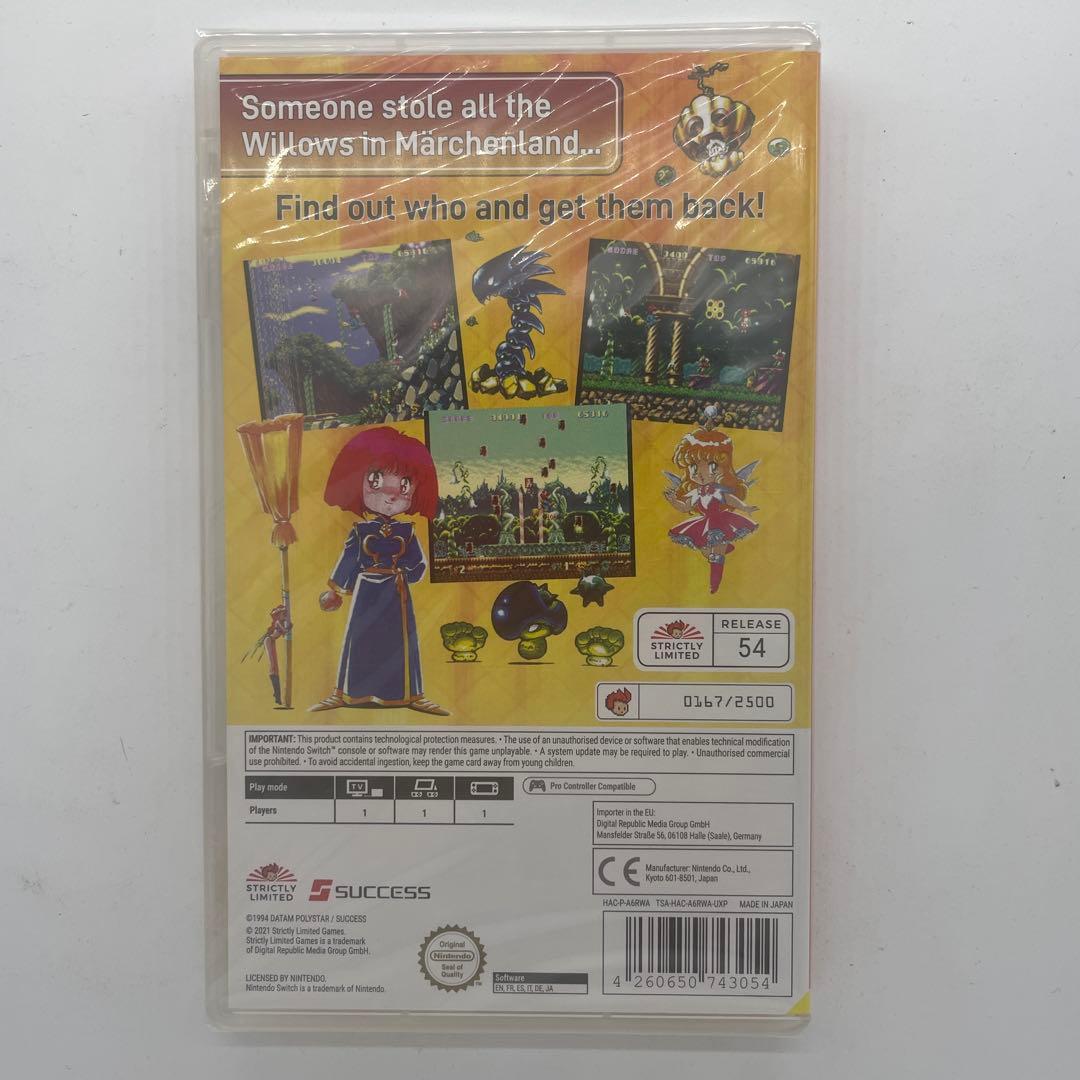 Someone stole all the
Willows in Märchenland...
Find out who and get them back!
65316
SCORE 3400 TOP 65316
SCORE TOP 65316
STRICTLY
LIMITED
RELEASE
54
0167/2500
IMPORTANT: This product contains technological protection measures. • The use of an unauthorised device or software that enables technical modification
of the Nintendo Switch™ console or software may render this game unplayable. • A system update may be required to play. • Unauthorised commercial
use prohibited. • To avoid accidental ingestion, keep the game card away from young children.
Play mode TV
Players 1 1 1
Pro Controller Compatible
Importer in the EU:
Digital Republic Media Group GmbH
Mansfelder Straße 56, 06108 Halle (Saale), Germany
CE
Manufacturer: Nintendo Co., Ltd.,
Kyoto 601-8501, Japan
HAC-P-A6RWA TSA-HAC-A6RWA-UXP MADE IN JAPAN
STRICTLY
LIMITED
SUCCESS
©1994 DATAM POLYSTAR / SUCCESS
© 2021 Strictly Limited Games.
Strictly Limited Games is a trademark
of Digital Republic Media Group GmbH.
LICENSED BY NINTENDO.
Nintendo Switch is a trademark of Nintendo.
Original
Nintendo
Seal of
Quality
TM
Software
EN, FR, ES, IT, DE, JA
4 260650 743054